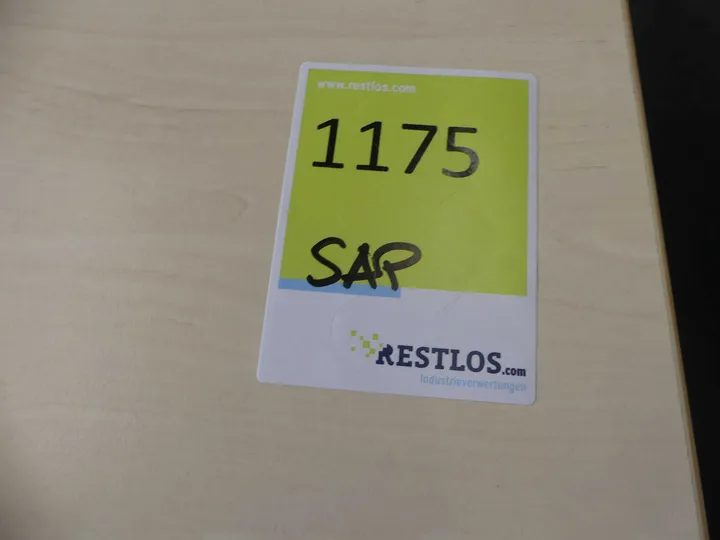 www.restlos.com
1175
SAP
RESTLOS.com
Industrieverwertungen